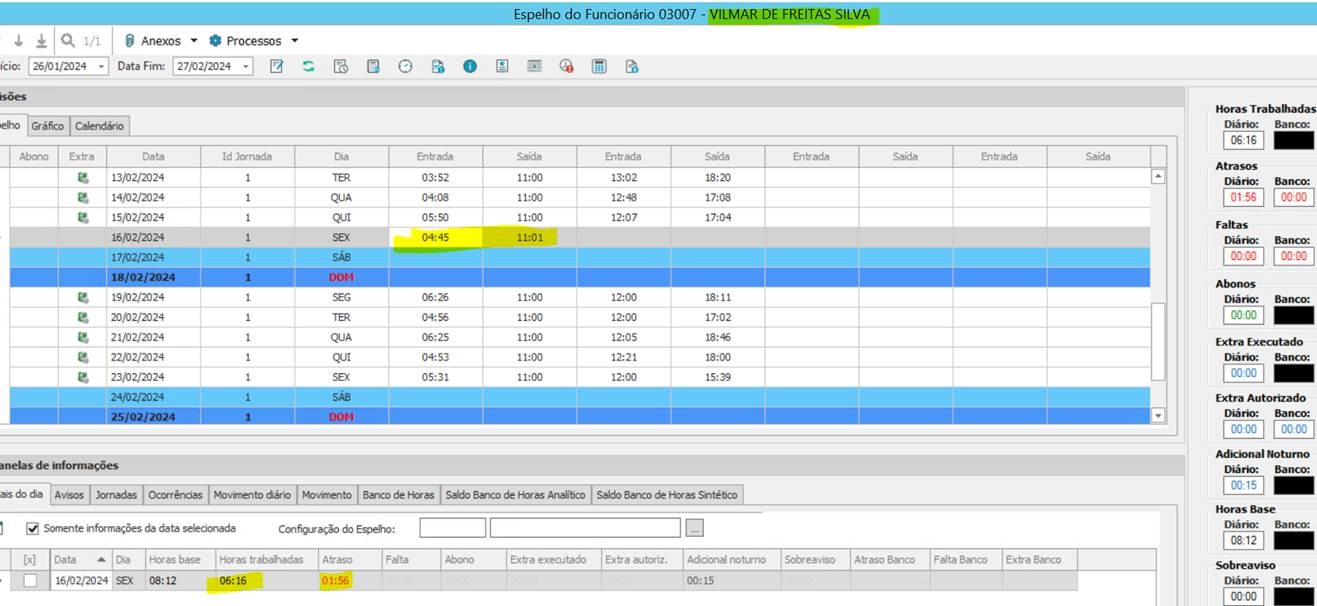 Espelho do Funcionário 03007 - VILMAR DE FREITAS SILVA
1/1 Anexos Processos
ício: 26/01/2024 Data Fim: 27/02/2024
isões
pelho Gráfico Calendário
Abono Extra Data Id Jornada Dia Entrada Saída Entrada Saída Entrada Saída Entrada Saída
13/02/2024 1 TER 03:52 11:00 13:02 18:20
14/02/2024 1 QUA 04:08 11:00 12:48 17:08
15/02/2024 1 QUI 05:50 11:00 12:07 17:04
16/02/2024 1 SEX 04:45 11:01
17/02/2024 1 SÁB
18/02/2024 1 DOM
19/02/2024 1 SEG 06:26 11:00 12:00 18:11
20/02/2024 1 TER 04:56 11:00 12:00 17:02
21/02/2024 1 QUA 06:25 11:00 12:05 18:46
22/02/2024 1 QUI 04:53 11:00 12:21 18:00
23/02/2024 1 SEX 05:31 11:00 12:00 15:39
24/02/2024 1 SÁB
25/02/2024 1 DOM
Horas Trabalhadas
Diário: Banco:
06:16
Atrasos
Diário: Banco:
01:56 00:00
Faltas
Diário: Banco:
00:00 00:00
Abonos
Diário: Banco:
00:00
Extra Executado
Diário: Banco:
00:00
Extra Autorizado
Diário: Banco:
00:00 00:00
Adicional Noturno
Diário: Banco:
00:15
Horas Base
Diário: Banco:
08:12
Sobreaviso
Diário: Banco:
00:00
anelas de informações
tais do dia Avisos Jornadas Ocorrências Movimento diário Movimento Banco de Horas Saldo Banco de Horas Analítico Saldo Banco de Horas Sintético
Somente informações da data selecionada Configuração do Espelho: ...
[x] Data Dia Horas base Horas trabalhadas Atraso Falta Abono Extra executado Extra autoriz. Adicional noturno Sobreaviso Atraso Banco Falta Banco Extra Banco
16/02/2024 SEX 08:12 06:16 01:56 00:15